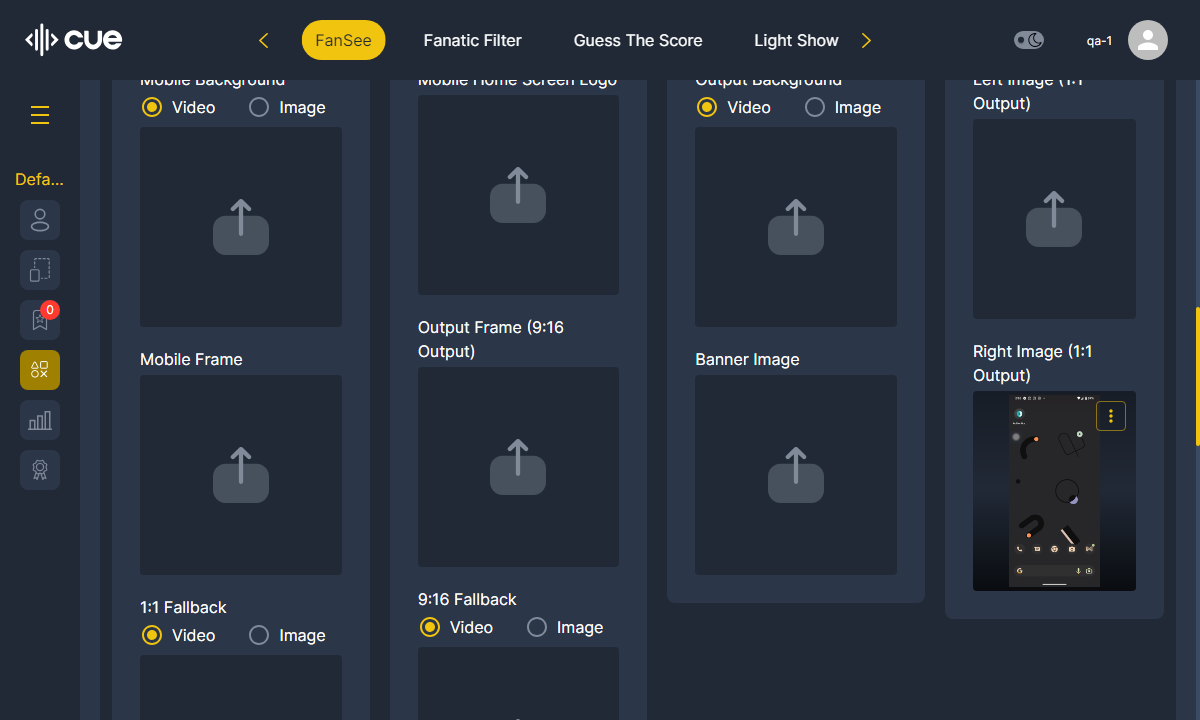 cue
FanSee
Fanatic Filter
Guess The Score
Light Show
qa-1
Defa...
0
Mobile Background
Video
Image
Mobile Frame
1:1 Fallback
Video
Image
Mobile Home Screen Logo
Output Frame (9:16
Output)
9:16 Fallback
Video
Image
Output Background
Video
Image
Banner Image
Left Image (1:1
Output)
Right Image (1:1
Output)